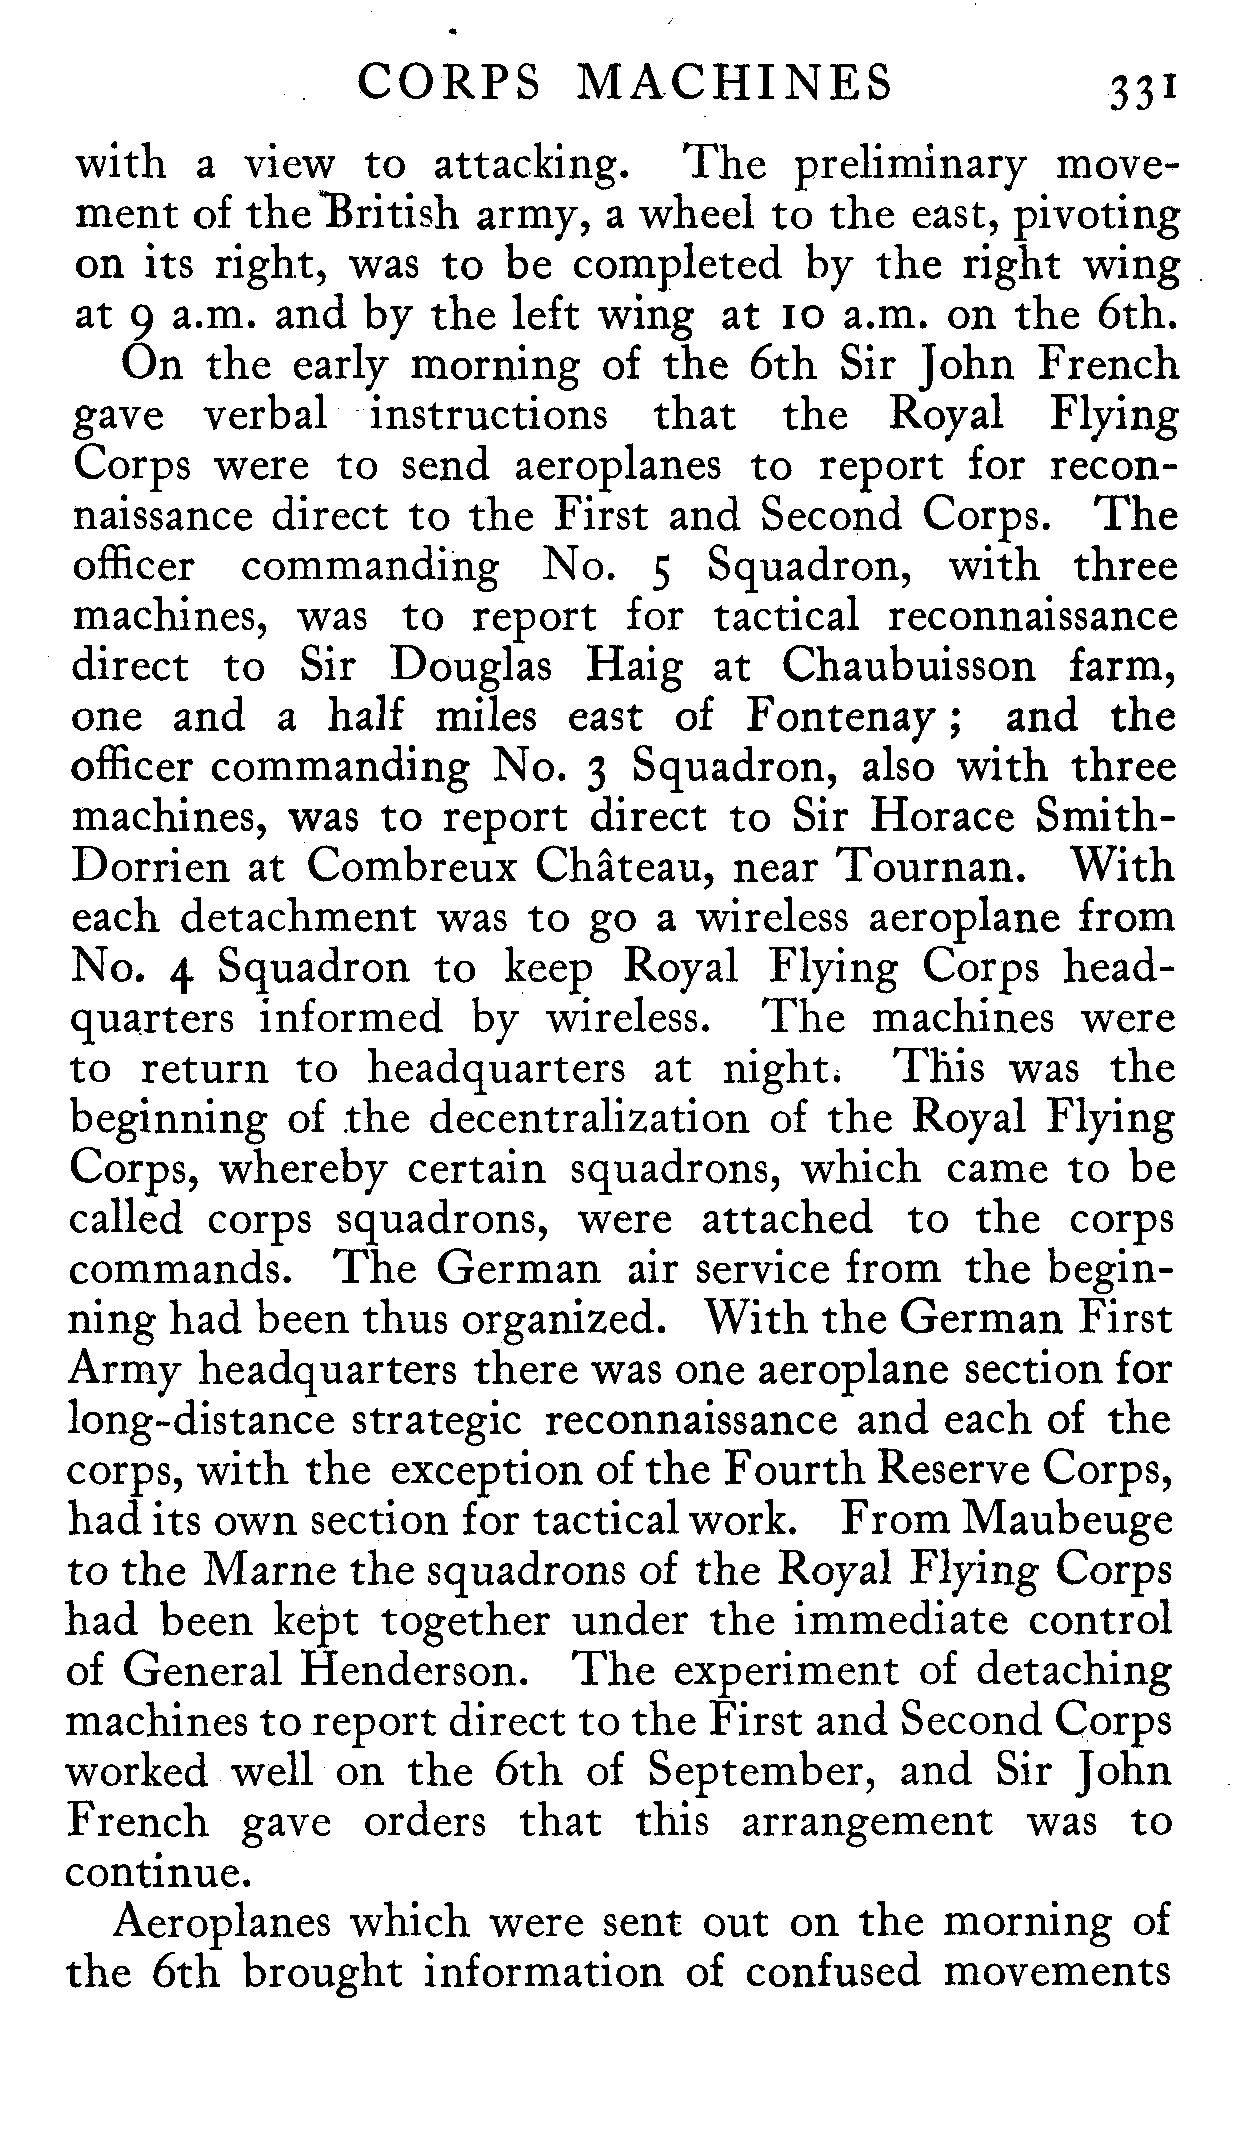 CORPS MACHINES 331
with a view to attacking. The preliminary move-
ment of the British army, a wheel to the east, pivoting
on its right, was to be completed by the right wing
at 9 a.m. and by the left wing at 10 a.m. on the 6th.
On the early morning of the 6th Sir John French
gave verbal instructions that the Royal Flying
Corps were to send aeroplanes to report for recon-
naissance direct to the First and Second Corps. The
officer commanding No. 5 Squadron, with three
machines, was to report for tactical reconnaissance
direct to Sir Douglas Haig at Chaubuisson farm,
one and a half miles east of Fontenay ; and the
officer commanding No. 3 Squadron, also with three
machines, was to report direct to Sir Horace Smith-
Dorrien at Combreux Château, near Tournan. With
each detachment was to go a wireless aeroplane from
No. 4 Squadron to keep Royal Flying Corps head-
quarters informed by wireless. The machines were
to return to headquarters at night. This was the
beginning of the decentralization of the Royal Flying
Corps, whereby certain squadrons, which came to be
called corps squadrons, were attached to the corps
commands. The German air service from the begin-
ning had been thus organized. With the German First
Army headquarters there was one aeroplane section for
long-distance strategic reconnaissance and each of the
corps, with the exception of the Fourth Reserve Corps,
had its own section for tactical work. From Maubeuge
to the Marne the squadrons of the Royal Flying Corps
had been kept together under the immediate control
of General Henderson. The experiment of detaching
machines to report direct to the First and Second Corps
worked well on the 6th of September, and Sir John
French gave orders that this arrangement was to
continue.
Aeroplanes which were sent out on the morning of
the 6th brought information of confused movements